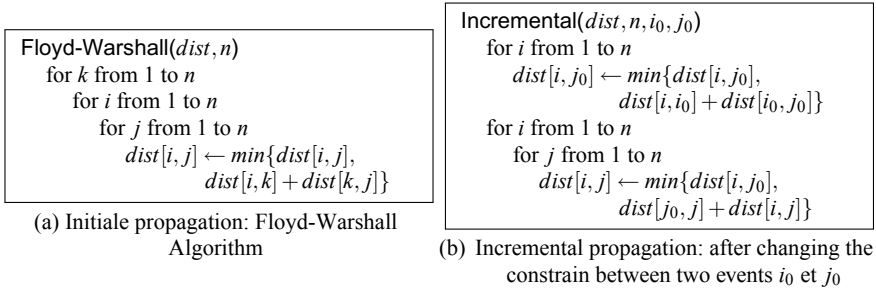 Floyd-Warshall(dist, n)
for k from 1 to n
for i from 1 to n
for j from 1 to n
dist[i, j] ← min{dist[i, j],
dist[i, k] + dist[k, j]}
(a) Initiale propagation: Floyd-Warshall
Algorithm
Incremental(dist, n, i₀, j₀)
for i from 1 to n
dist[i, j₀] ← min{dist[i, j₀],
dist[i, i₀] + dist[i₀, j₀]}
for i from 1 to n
for j from 1 to n
dist[i, j] ← min{dist[i, j₀],
dist[j₀, j] + dist[i, j]}
(b) Incremental propagation: after changing the
constrain between two events i₀ et j₀